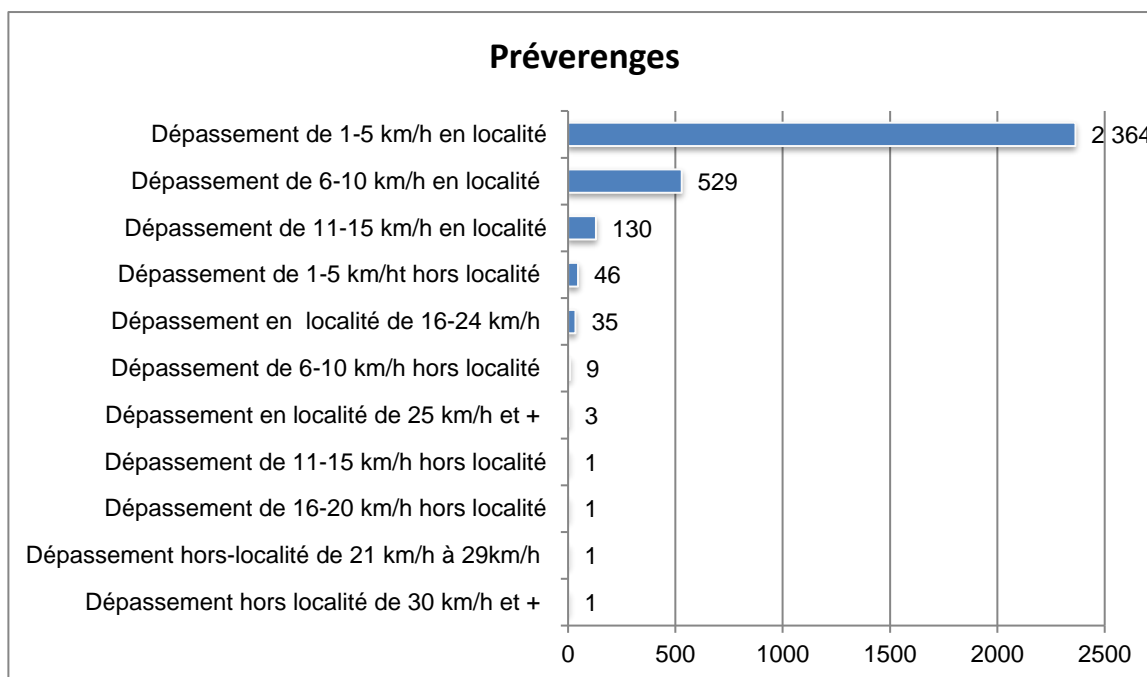 Préverenges
Dépassement de 1-5 km/h en localité 2 364
Dépassement de 6-10 km/h en localité 529
Dépassement de 11-15 km/h en localité 130
Dépassement de 1-5 km/ht hors localité 46
Dépassement en  localité de 16-24 km/h 35
Dépassement de 6-10 km/h hors localité 9
Dépassement en localité de 25 km/h et + 3
Dépassement de 11-15 km/h hors localité 1
Dépassement de 16-20 km/h hors localité 1
Dépassement hors-localité de 21 km/h à 29km/h 1
Dépassement hors localité de 30 km/h et + 1
0 500 1000 1500 2000 2500